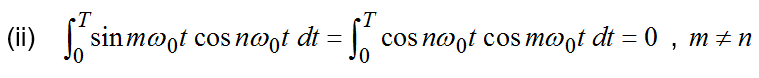 (ii) ∫₀ᵀ sin mω₀t cos nω₀t dt = ∫₀ᵀ cos nω₀t cos mω₀t dt = 0 , m ≠ n